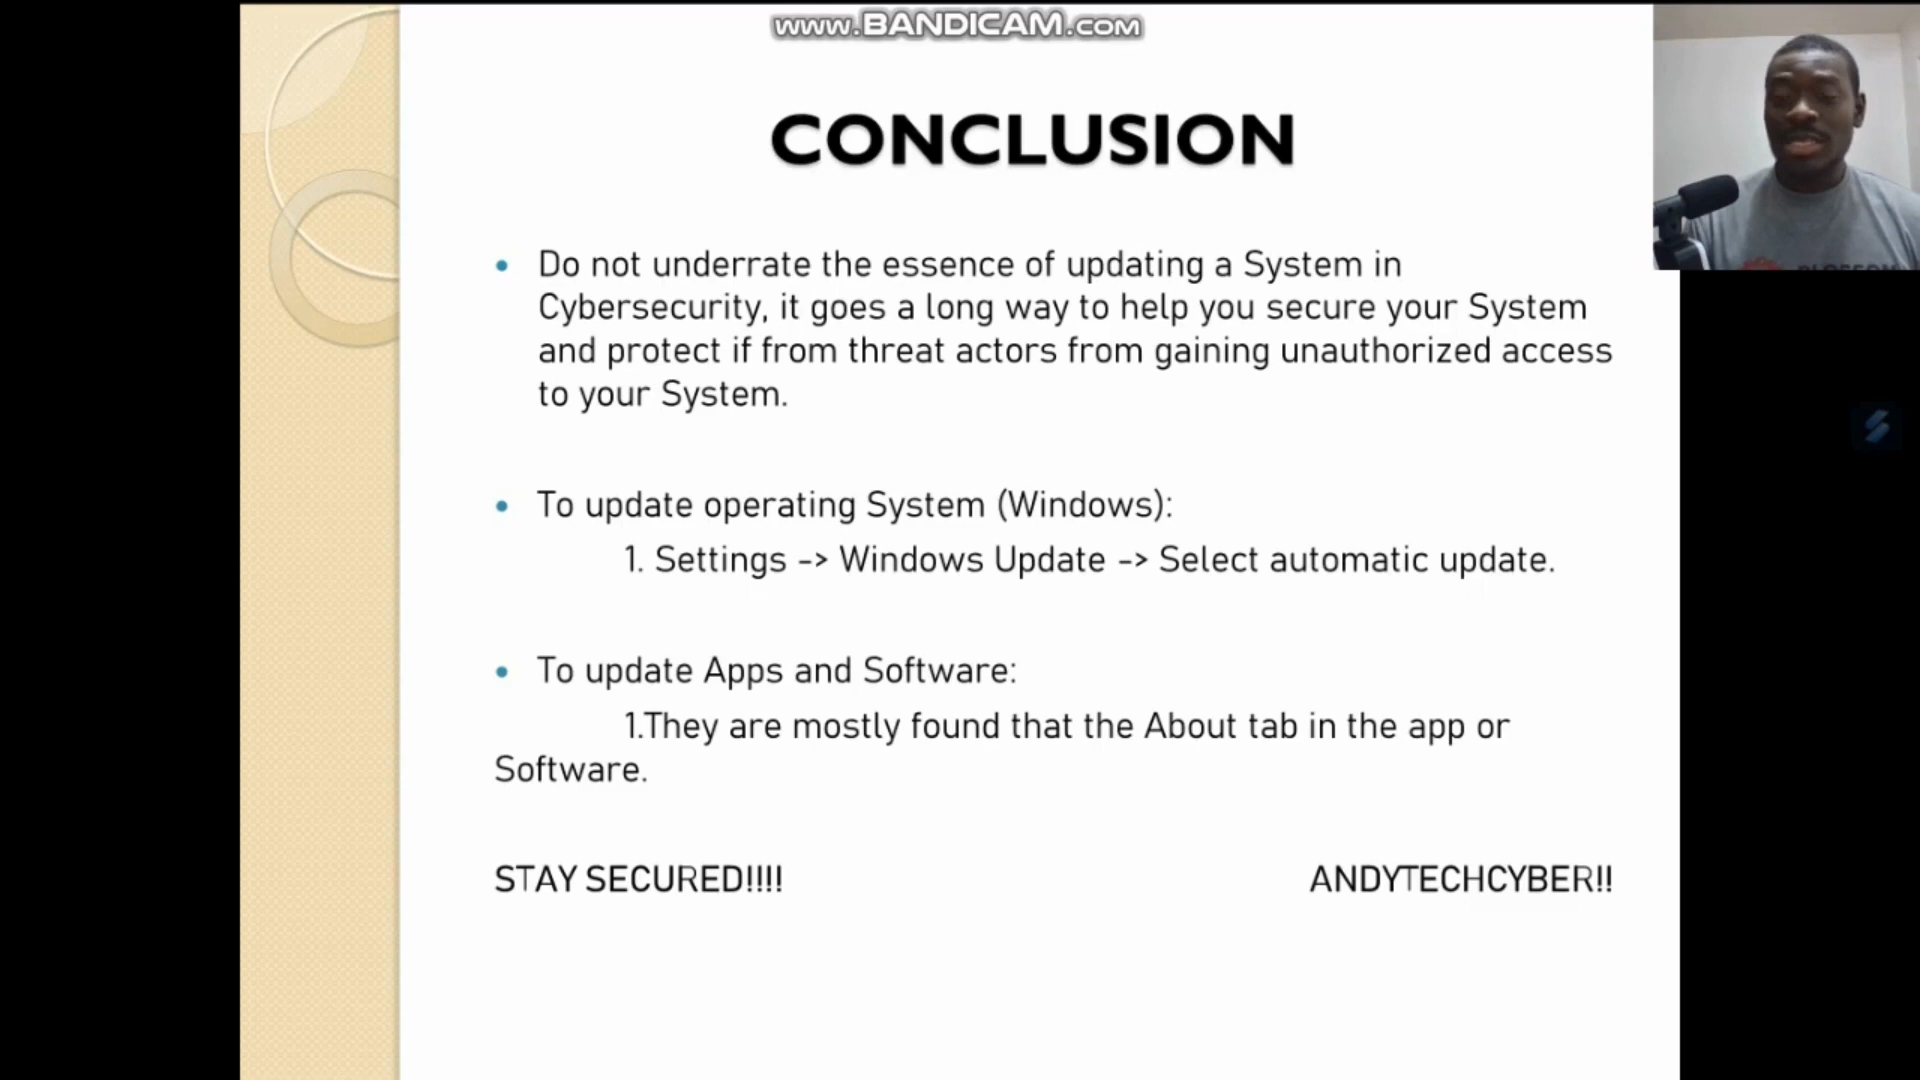 www.BANDICAM.com
CONCLUSION
• Do not underrate the essence of updating a System in
Cybersecurity, it goes a long way to help you secure your System
and protect if from threat actors from gaining unauthorized access
to your System.
• To update operating System (Windows):
1. Settings -> Windows Update -> Select automatic update.
• To update Apps and Software:
1.They are mostly found that the About tab in the app or
Software.
STAY SECURED!!!! ANDYTECHCYBER!!